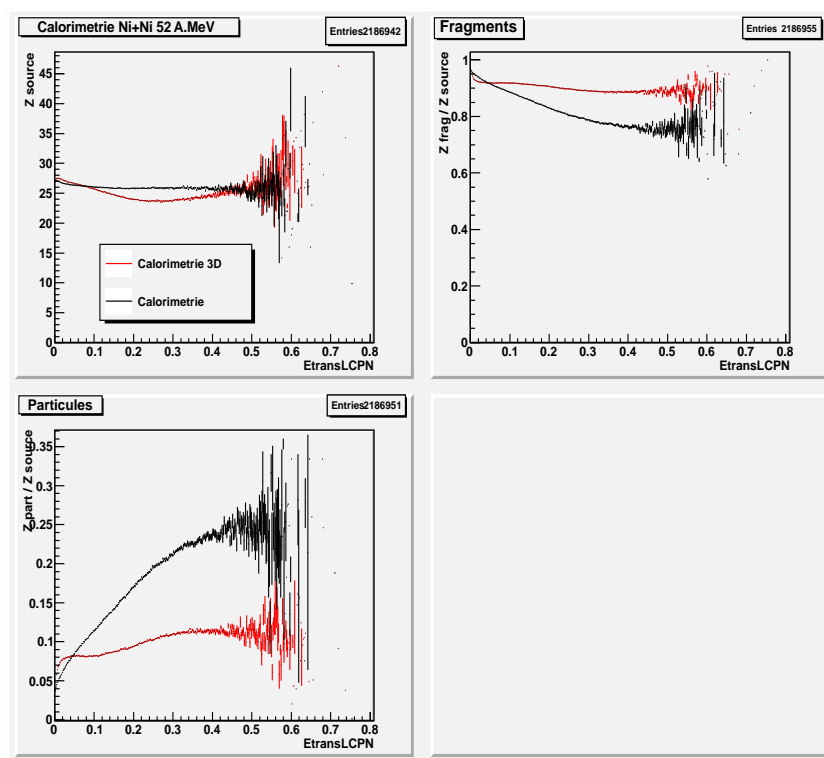 Calorimetrie Ni+Ni 52 A.MeV
Entries2186942
Z source
45
40
35
30
25
20
15
10
5
0
0 0.1 0.2 0.3 0.4 0.5 0.6 0.7 0.8
EtransLCPN
Calorimetrie 3D
Calorimetrie
Fragments
Entries 2186955
Z frag / Z source
1
0.8
0.6
0.4
0.2
0
0 0.1 0.2 0.3 0.4 0.5 0.6 0.7 0.8
EtransLCPN
Particules
Entries2186951
Z part / Z source
0.35
0.3
0.25
0.2
0.15
0.1
0.05
0
0 0.1 0.2 0.3 0.4 0.5 0.6 0.7 0.8
EtransLCPN